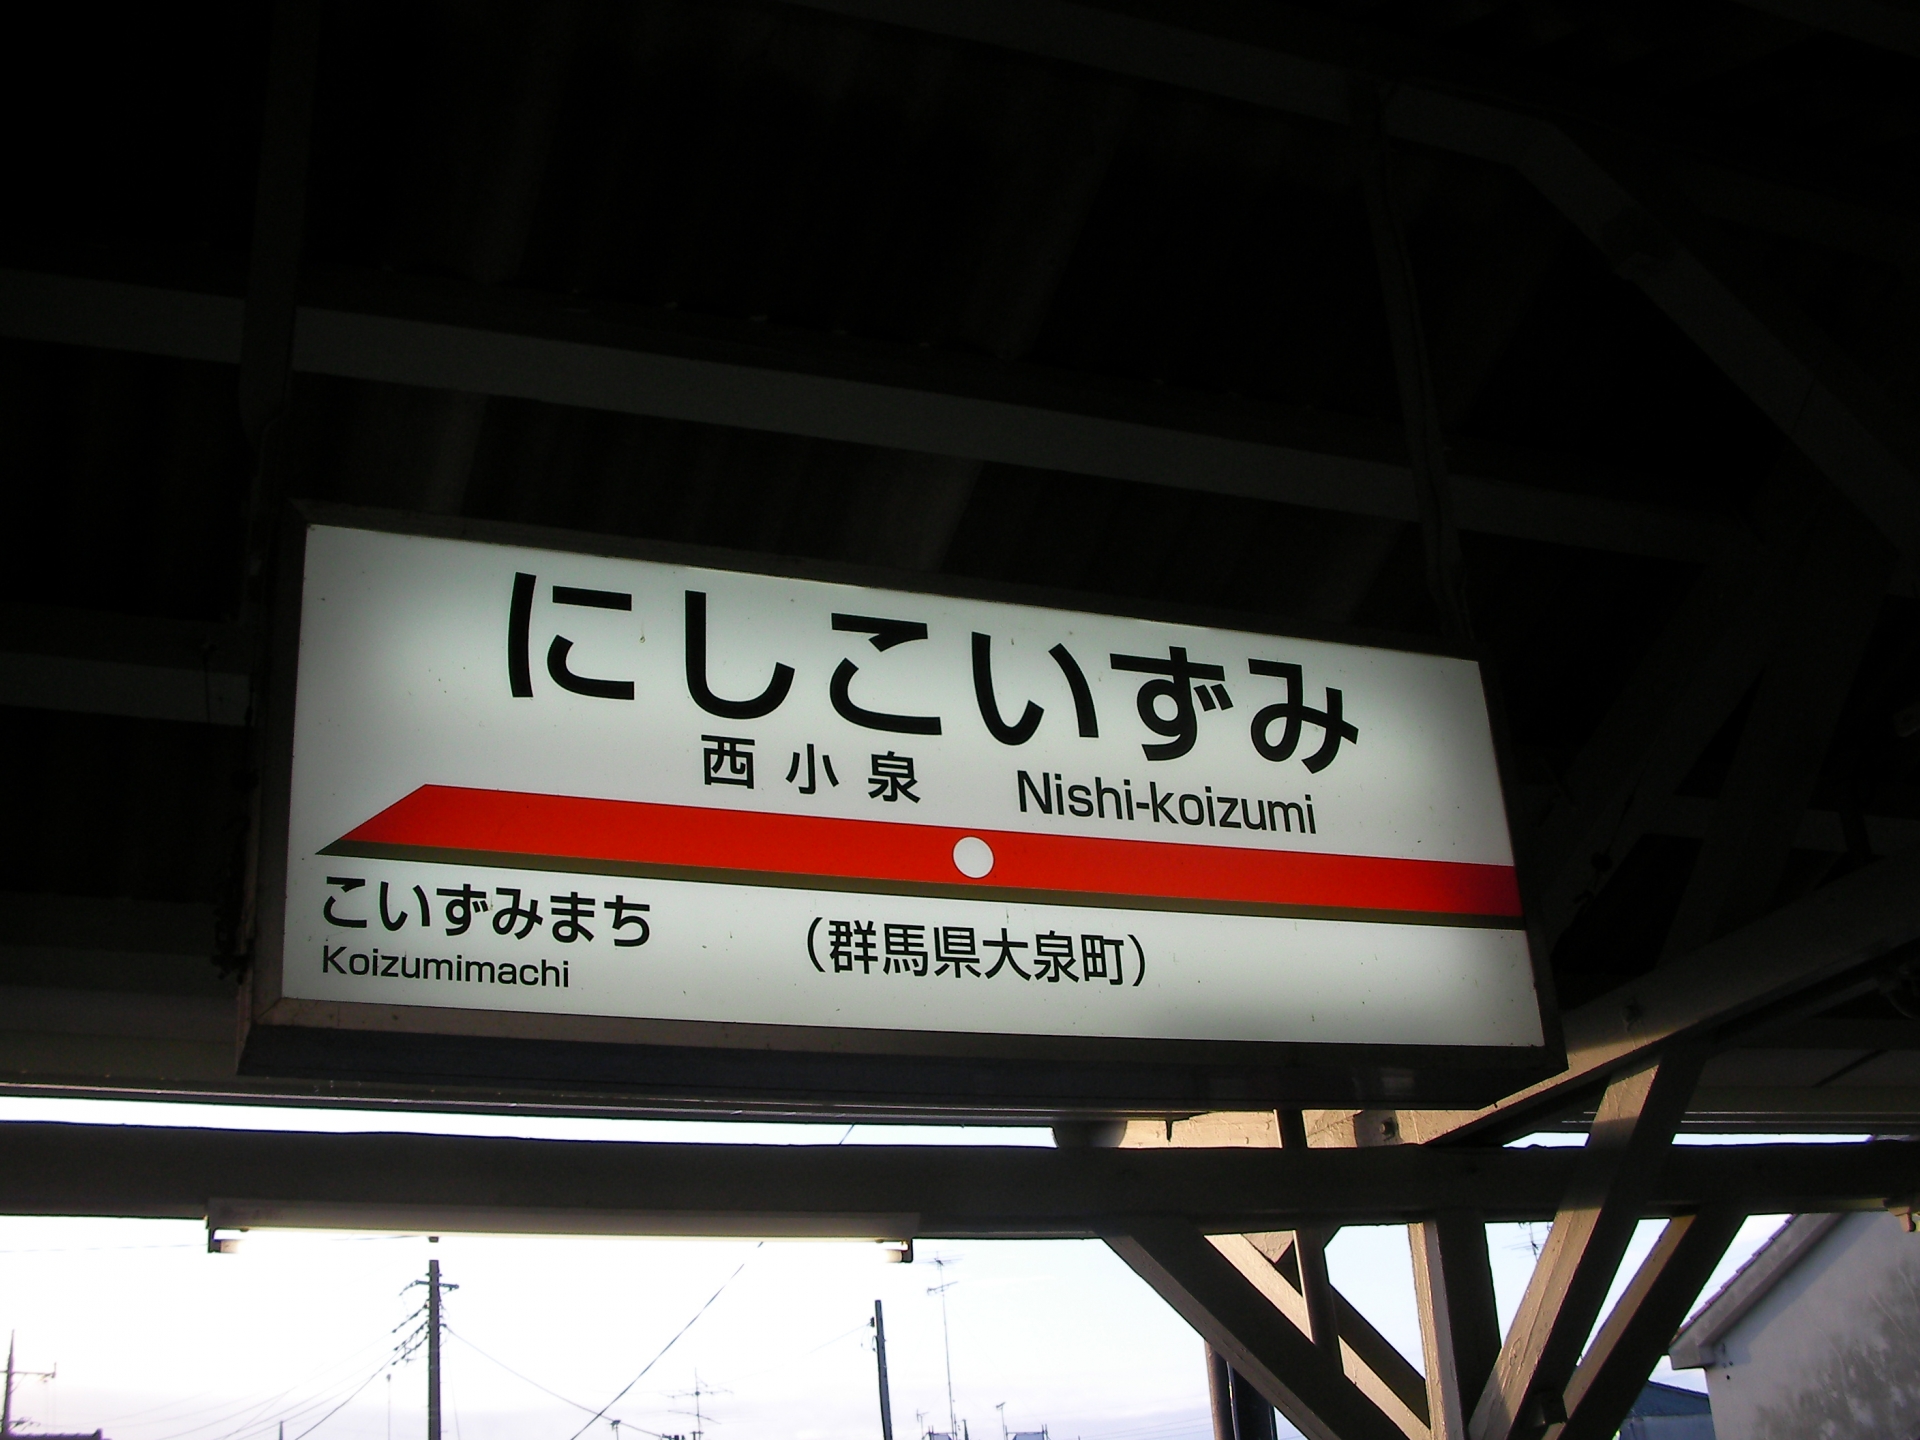 にしこいずみ
西小泉 Nishi-koizumi
こいずみまち
Koizumimachi
(群馬県大泉町)